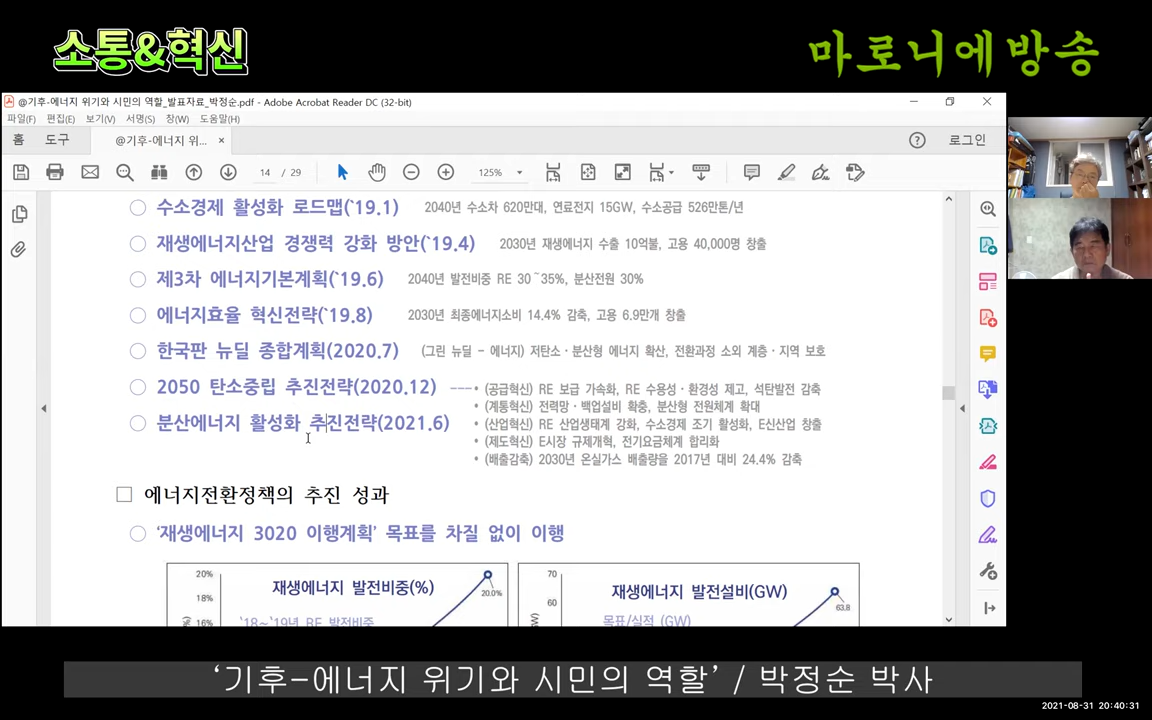 소통&혁신
마로니에방송
@기후-에너지 위기와 시민의 역할_발표자료_박정순.pdf - Adobe Acrobat Reader DC (32-bit)
파일(F) 편집(E) 보기(V) 서명(S) 창(W) 도움말(H)
홈 도구 @기후-에너지 위... × 로그인
14 / 29 125%
수소경제 활성화 로드맵(`19.1) 2040년 수소차 620만대, 연료전지 15GW, 수소공급 526만톤/년
재생에너지산업 경쟁력 강화 방안(`19.4) 2030년 재생에너지 수출 10억불, 고용 40,000명 창출
제3차 에너지기본계획(`19.6) 2040년 발전비중 RE 30~35%, 분산전원 30%
에너지효율 혁신전략(`19.8) 2030년 최종에너지소비 14.4% 감축, 고용 6.9만개 창출
한국판 뉴딜 종합계획(2020.7) (그린 뉴딜 - 에너지) 저탄소·분산형 에너지 확산, 전환과정 소외 계층·지역 보호
2050 탄소중립 추진전략(2020.12) ---• (공급혁신) RE 보급 가속화, RE 수용성·환경성 제고, 석탄발전 감축
• (계통혁신) 전력망·백업설비 확충, 분산형 전원체계 확대
분산에너지 활성화 추진전략(2021.6) • (산업혁신) RE 산업생태계 강화, 수소경제 조기 활성화, E신산업 창출
• (제도혁신) E시장 규제개혁, 전기요금체계 합리화
• (배출감축) 2030년 온실가스 배출량을 2017년 대비 24.4% 감축
□ 에너지전환정책의 추진 성과
‘재생에너지 3020 이행계획’ 목표를 차질 없이 이행
20% 재생에너지 발전비중(%) 20.0%
18%
16% (%) `18~`19년 RE 발전비중
70 재생에너지 발전설비(GW) 63.8
60
목표/실적 (GW)
‘기후-에너지 위기와 시민의 역할’ / 박정순 박사
2021-08-31 20:40:31